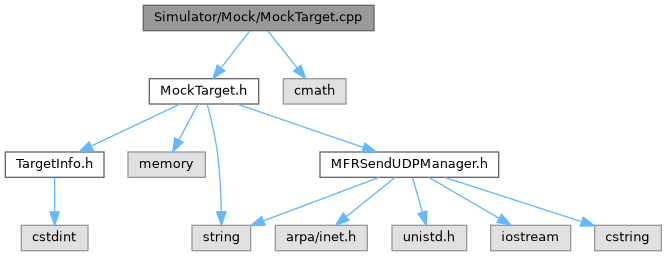 Simulator/Mock/MockTarget.cpp
MockTarget.h
cmath
TargetInfo.h
memory
MFRSendUDPManager.h
cstdint
string
arpa/inet.h
unistd.h
iostream
cstring